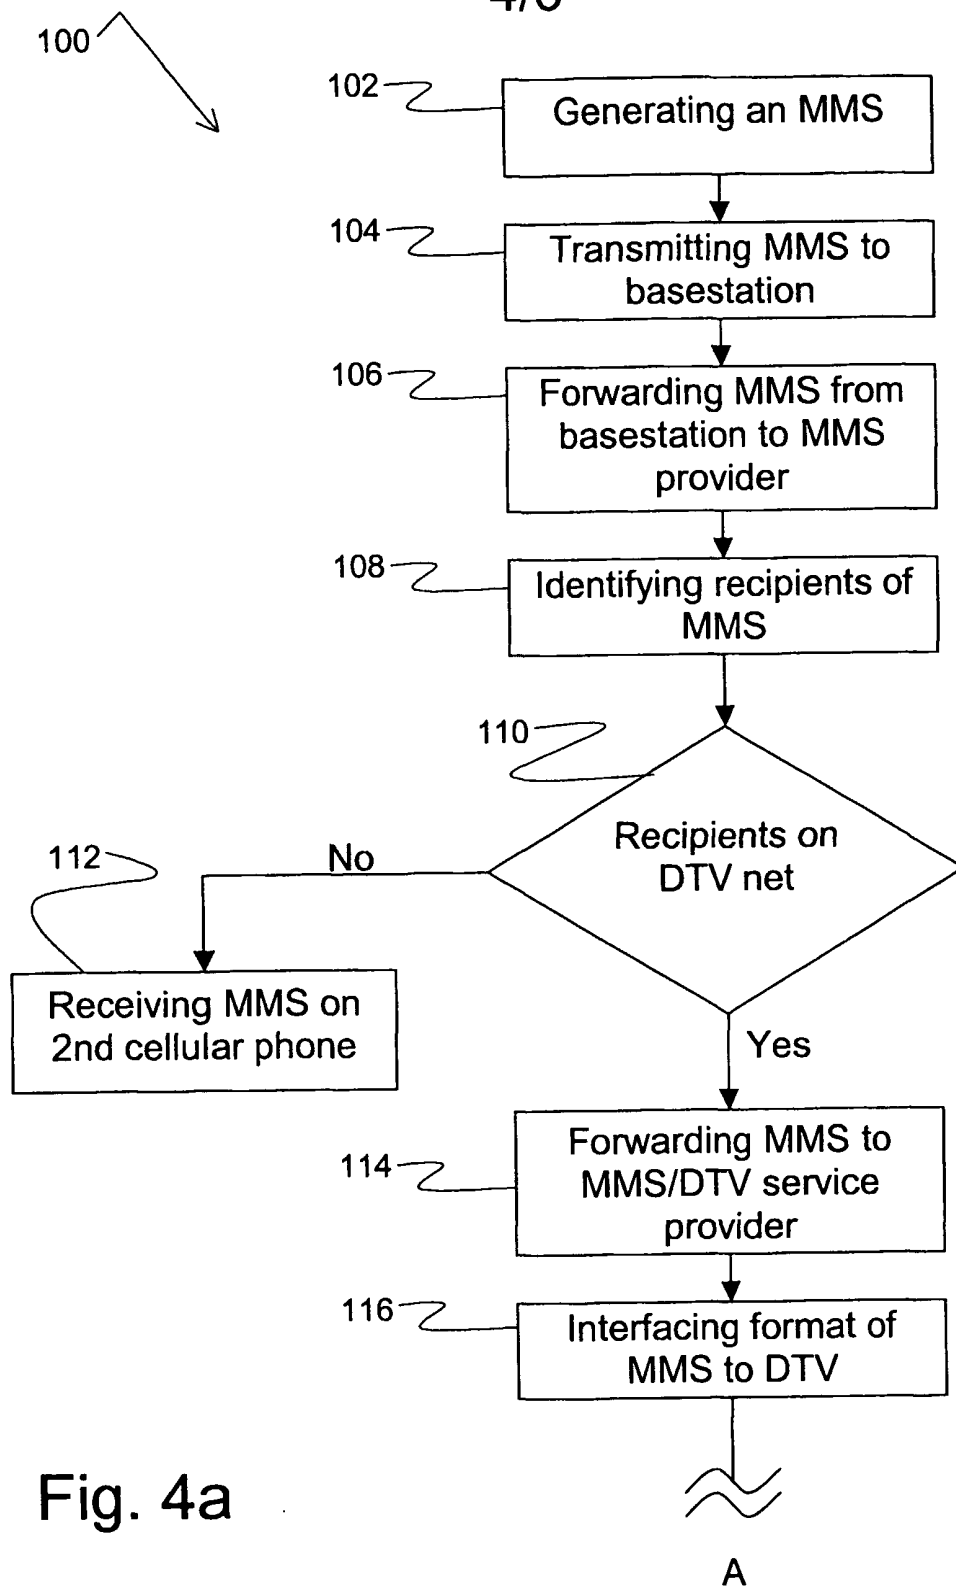 100
102
Generating an MMS
104
Transmitting MMS to
basestation
106
Forwarding MMS from
basestation to MMS
provider
108
Identifying recipients of
MMS
110
Recipients on
DTV net
No
112
Receiving MMS on
2nd cellular phone
Yes
114
Forwarding MMS to
MMS/DTV service
provider
116
Interfacing format of
MMS to DTV
Fig. 4a
A